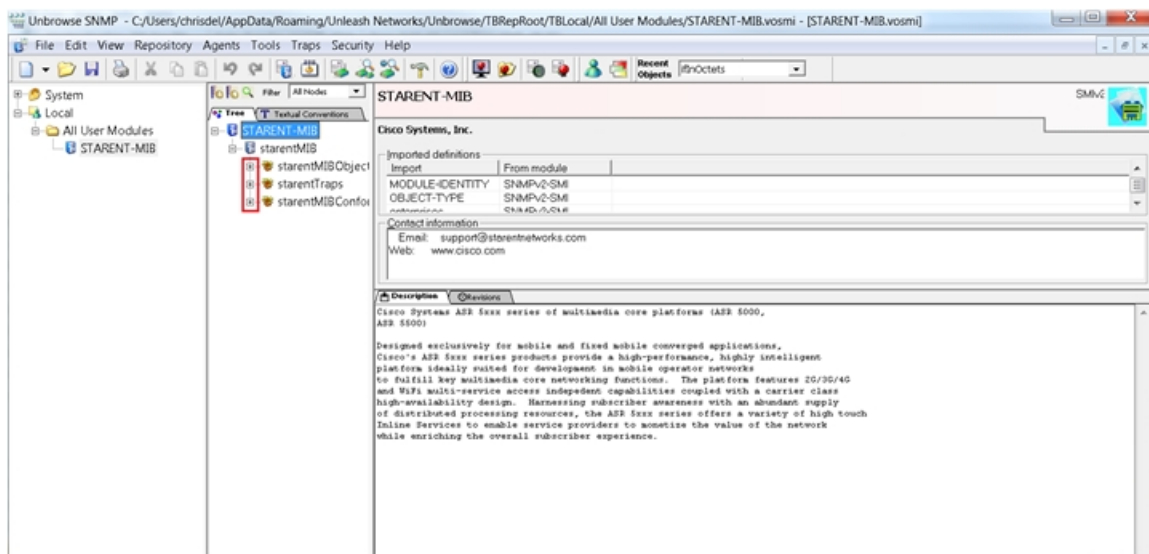 Unbrowse SNMP - C:/Users/chrisdel/AppData/Roaming/Unleash Networks/Unbrowse/TBRepRoot/TBLocal/All User Modules/STARENT-MIB.vosmi - [STARENT-MIB.vosmi]
File Edit View Repository Agents Tools Traps Security Help
Recent Objects ifInOctets
System
Local
All User Modules
STARENT-MIB
Filter All Nodes
Tree Textual Conventions
STARENT-MIB
starentMIB
starentMIBObject
starentTraps
starentMIBConfor
STARENT-MIB
Cisco Systems, Inc.
Imported definitions
Import From module
MODULE-IDENTITY SNMPv2-SMI
OBJECT-TYPE SNMPv2-SMI
enterprises SNMPv2-SMI
Contact information
Email: support@starentnetworks.com
Web: www.cisco.com
Description Revisions
Cisco Systems ASR 5xxx series of multimedia core platforms (ASR 5000,
ASR 5500)
Designed exclusively for mobile and fixed mobile converged applications,
Cisco's ASR 5xxx series products provide a high-performance, highly intelligent
platform ideally suited for development in mobile operator networks
to fulfill key multimedia core networking functions. The platform features 2G/3G/4G
and WiFi multi-service access indepedent capabilities coupled with a carrier class
high-availability design. Harnessing subscriber awareness with an abundant supply
of distributed processing resources, the ASR 5xxx series offers a variety of high touch
Inline Services to enable service providers to monetize the value of the network
while enriching the overall subscriber experience.